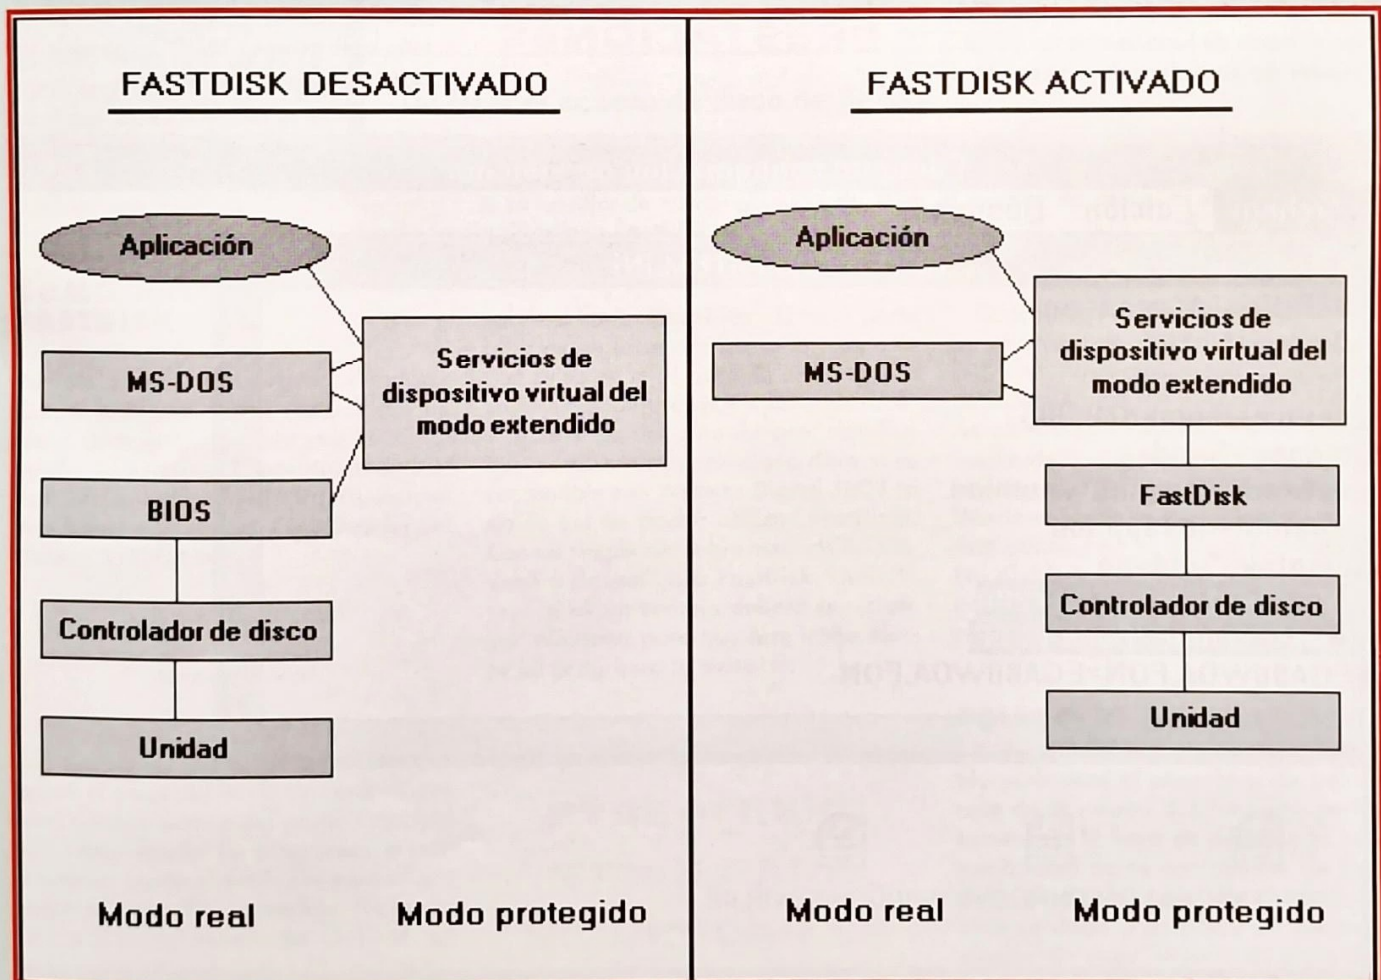 FASTDISK DESACTIVADO
Aplicación
MS-DOS
Servicios de
dispositivo virtual del
modo extendido
BIOS
Controlador de disco
Unidad
Modo real
Modo protegido
FASTDISK ACTIVADO
Aplicación
MS-DOS
Servicios de
dispositivo virtual del
modo extendido
FastDisk
Controlador de disco
Unidad
Modo real
Modo protegido